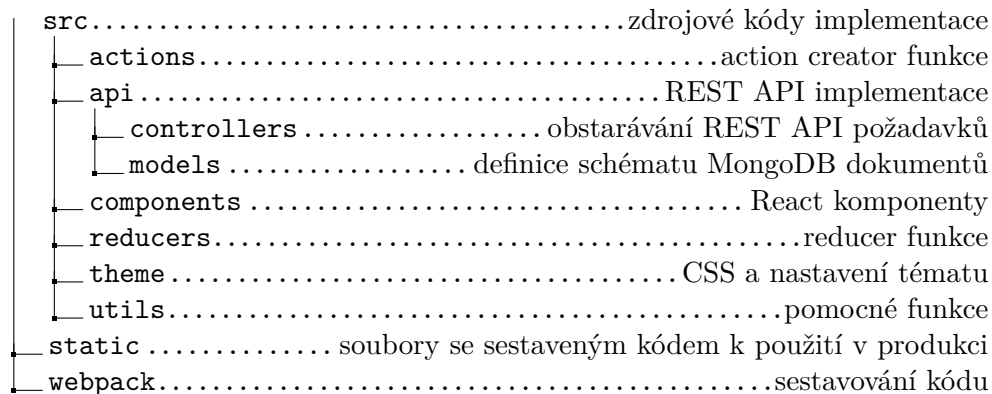 src.....................................zdrojové kódy implementace
actions.....................................action creator funkce
api.....................................REST API implementace
controllers.................obstarávání REST API požadavků
models.................definice schématu MongoDB dokumentů
components...................................React komponenty
reducers..........................................reducer funkce
theme....................................CSS a nastavení tématu
utils............................................pomocné funkce
static..............soubory se sestaveným kódem k použití v produkci
webpack............................................sestavování kódu